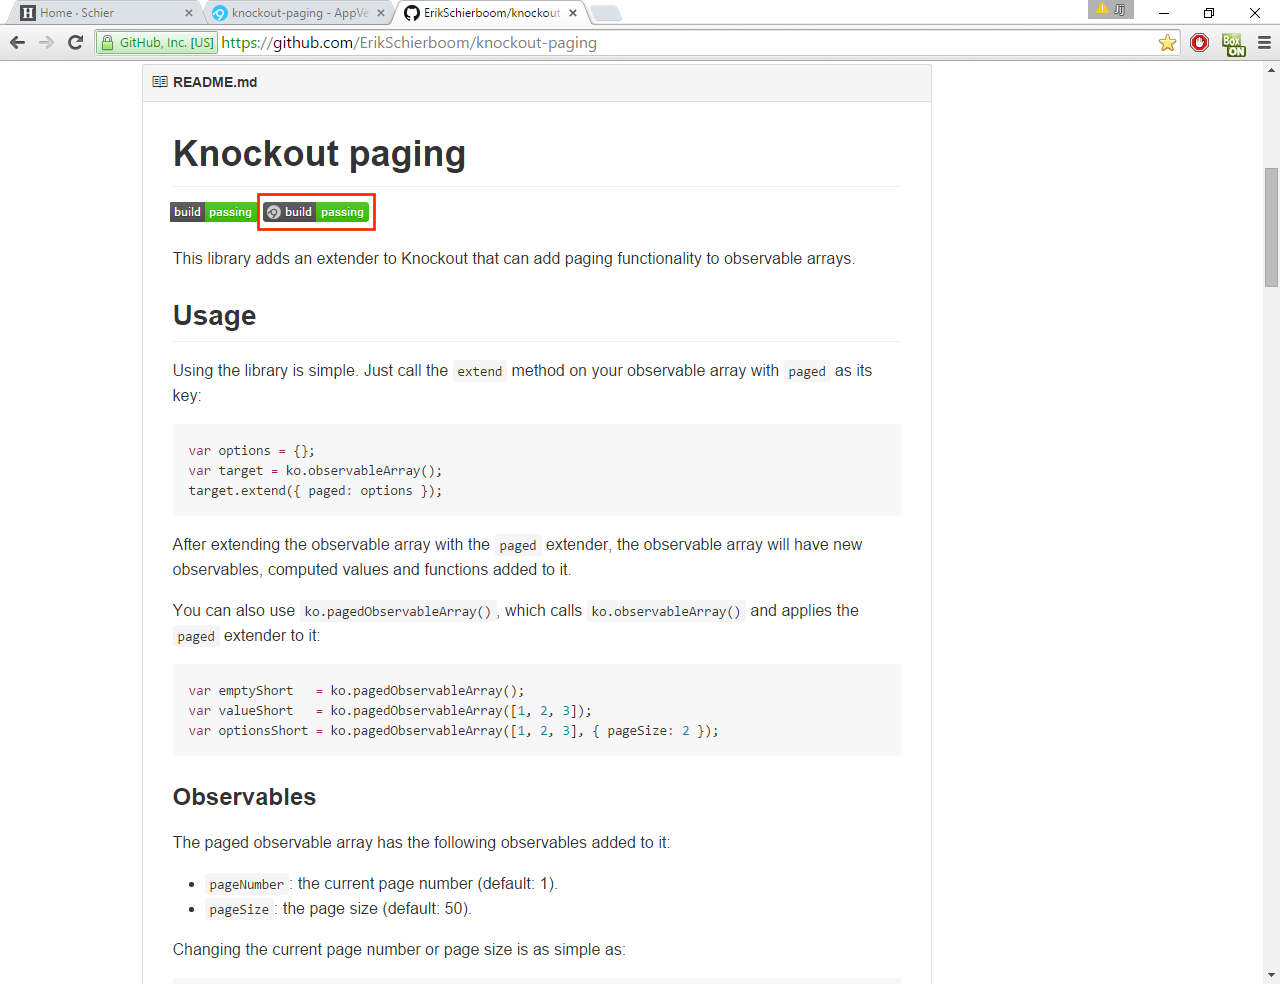 Home - Schier
knockout-paging - AppVe
ErikSchierboom/knockout
Jij
GitHub, Inc. [US]
https://github.com/ErikSchierboom/knockout-paging
Box
ON
README.md
Knockout paging
build passing
build passing
This library adds an extender to Knockout that can add paging functionality to observable arrays.
Usage
Using the library is simple. Just call the extend method on your observable array with paged as its
key:
var options = {};
var target = ko.observableArray();
target.extend({ paged: options });
After extending the observable array with the paged extender, the observable array will have new
observables, computed values and functions added to it.
You can also use ko.pagedObservableArray(), which calls ko.observableArray() and applies the
paged extender to it:
var emptyShort   = ko.pagedObservableArray();
var valueShort   = ko.pagedObservableArray([1, 2, 3]);
var optionsShort = ko.pagedObservableArray([1, 2, 3], { pageSize: 2 });
Observables
The paged observable array has the following observables added to it:
• pageNumber: the current page number (default: 1).
• pageSize: the page size (default: 50).
Changing the current page number or page size is as simple as: